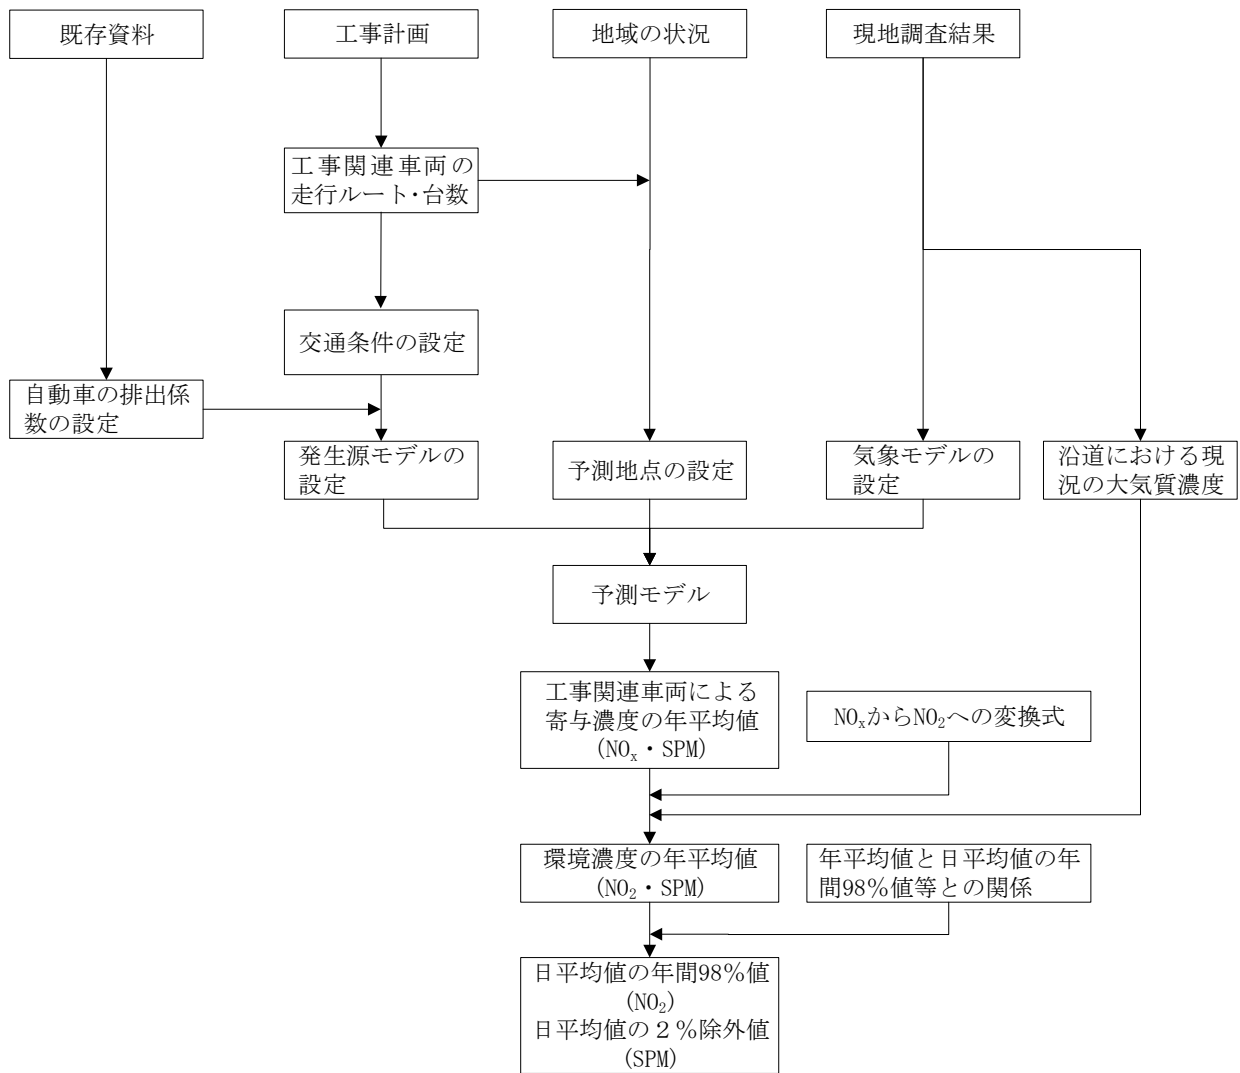 既存資料
工事計画
地域の状況
現地調査結果
工事関連車両の
走行ルート・台数
交通条件の設定
自動車の排出係
数の設定
発生源モデルの
設定
予測地点の設定
気象モデルの
設定
沿道における現
況の大気質濃度
予測モデル
工事関連車両による
寄与濃度の年平均値
(NOx・SPM)
NOxからNO2への変換式
環境濃度の年平均値
(NO2・SPM)
年平均値と日平均値の年
間98%値等との関係
日平均値の年間98%値
(NO2)
日平均値の２％除外値
(SPM)